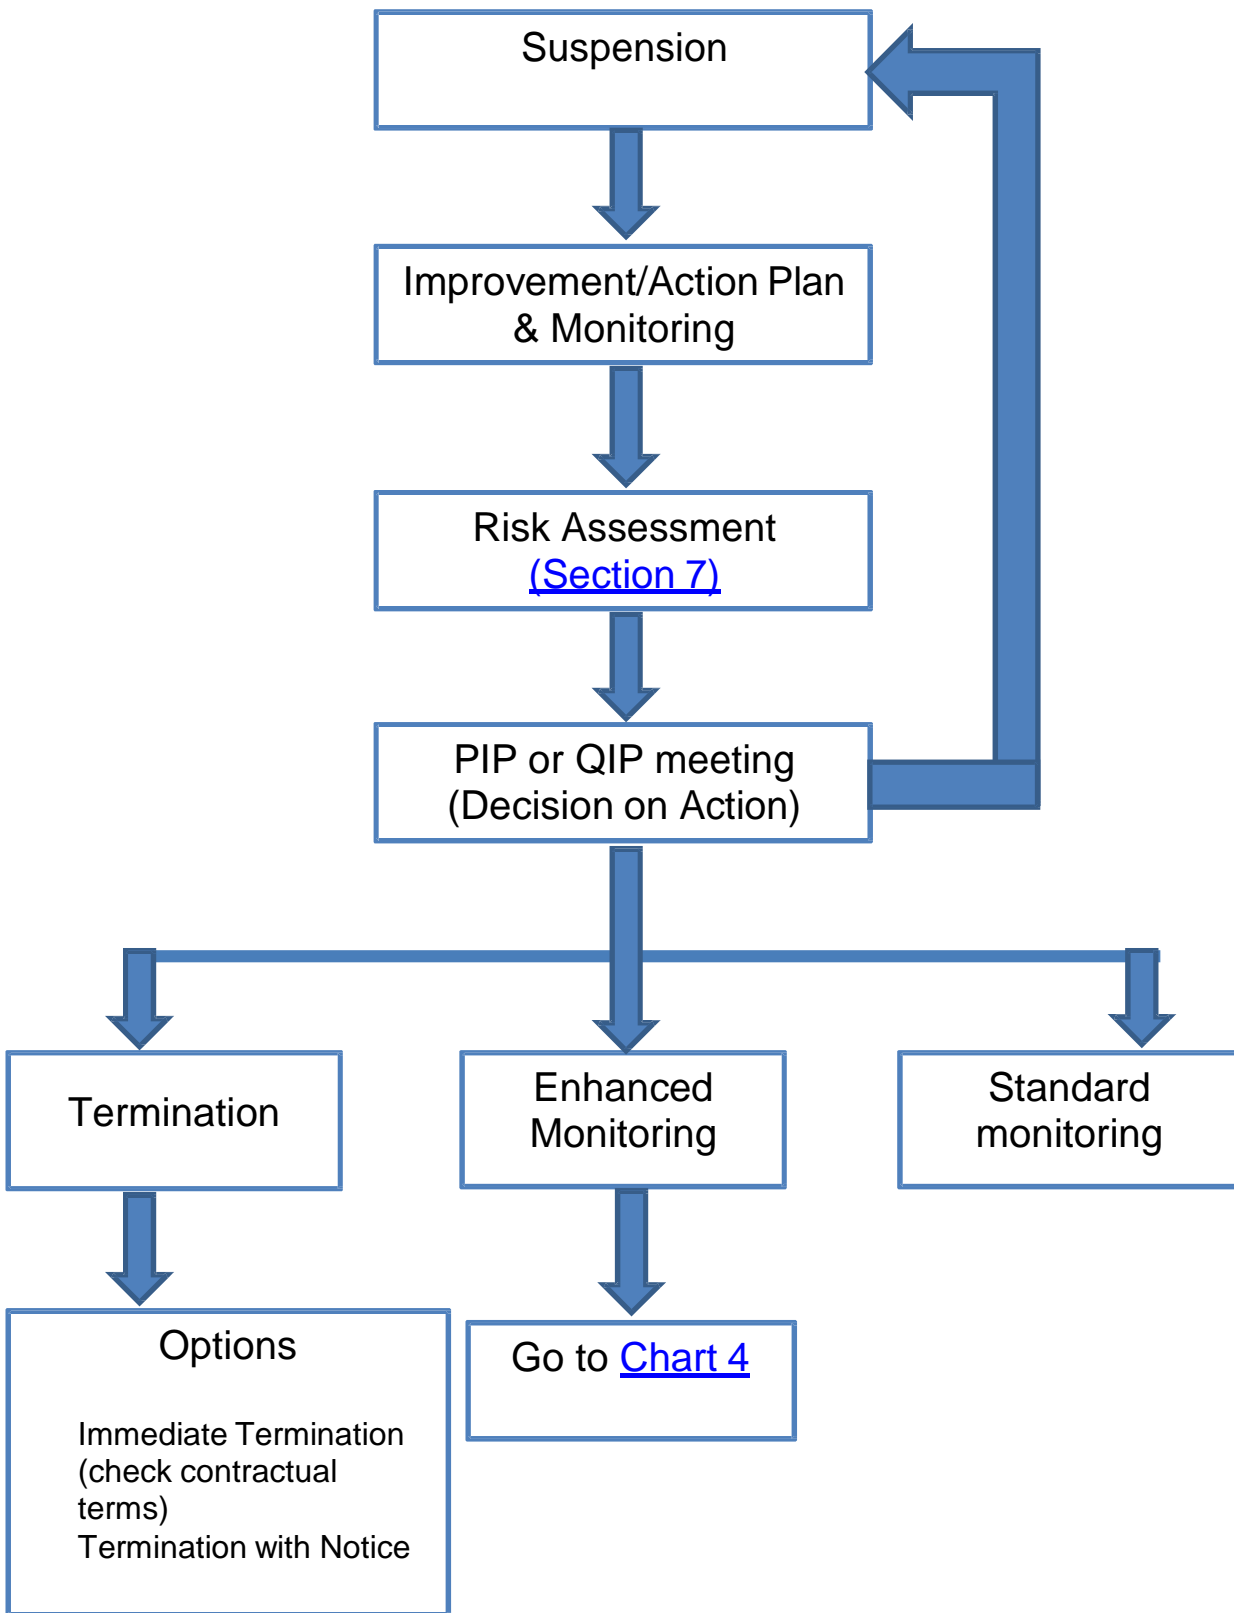 Suspension
Improvement/Action Plan
& Monitoring
Risk Assessment
(Section 7)
PIP or QIP meeting
(Decision on Action)
Termination
Enhanced
Monitoring
Standard
monitoring
Options
Immediate Termination
(check contractual
terms)
Termination with Notice
Go to Chart 4